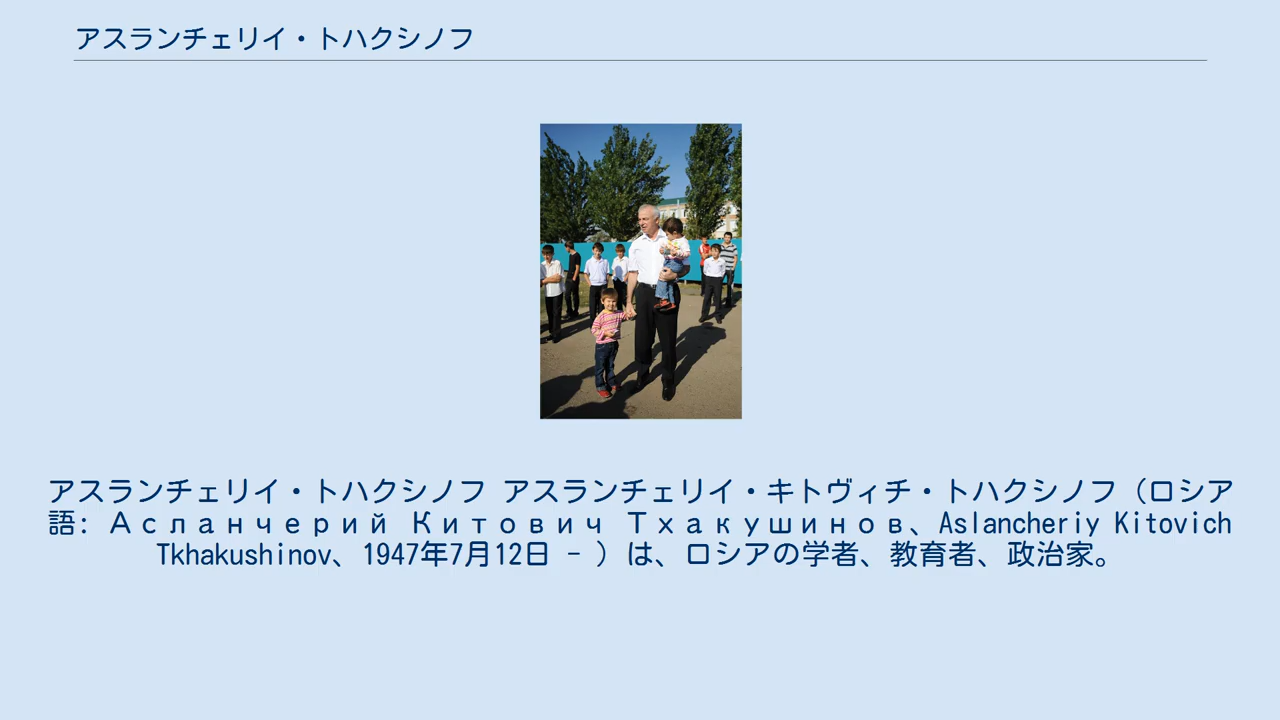 アスランチェリイ・トハクシノフ
アスランチェリイ・トハクシノフ アスランチェリイ・キトヴィチ・トハクシノフ（ロシア
語: Асланчерий Китович Тхакушинов、Aslancheriy Kitovich
Tkhakushinov、1947年7月12日 - ）は、ロシアの学者、教育者、政治家。